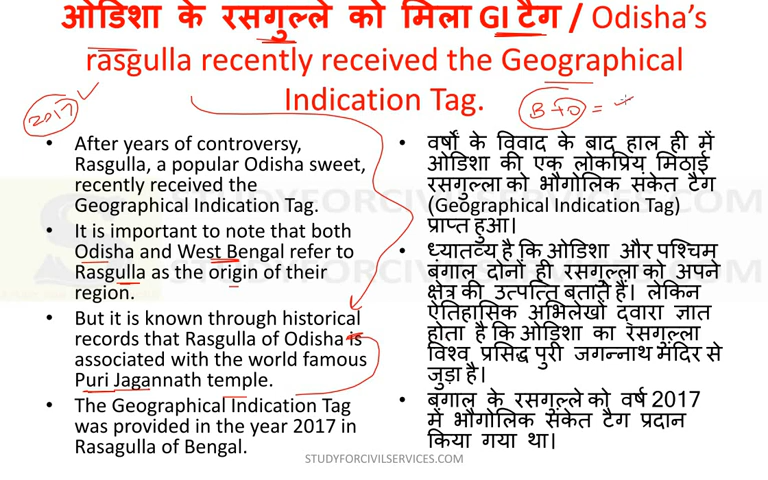 ओडिशा के रसगुल्ले को मिला GI टैग / Odisha's
rasgulla recently received the Geographical
Indication Tag.
2017
B + O =
• After years of controversy,
Rasgulla, a popular Odisha sweet,
recently received the
Geographical Indication Tag.
• It is important to note that both
Odisha and West Bengal refer to
Rasgulla as the origin of their
region.
• But it is known through historical
records that Rasgulla of Odisha is
associated with the world famous
Puri Jagannath temple.
• The Geographical Indication Tag
was provided in the year 2017 in
Rasagulla of Bengal.
• वर्षों के विवाद के बाद हाल ही में
ओडिशा की एक लोकप्रिय मिठाई
रसगुल्ला को भौगोलिक संकेत टैग
(Geographical Indication Tag)
प्राप्त हुआ।
• ध्यातव्य है कि ओडिशा और पश्चिम
बंगाल दोनों ही रसगुल्ला को अपने
क्षेत्र की उत्पत्ति बताते हैं। लेकिन
ऐतिहासिक अभिलेखों द्वारा ज्ञात
होता है कि ओडिशा का रसगुल्ला
विश्व प्रसिद्ध पुरी जगन्नाथ मंदिर से
जुड़ा है।
• बंगाल के रसगुल्ले को वर्ष 2017
में भौगोलिक संकेत टैग प्रदान
किया गया था।
STUDYFORCIVILSERVICES.COM